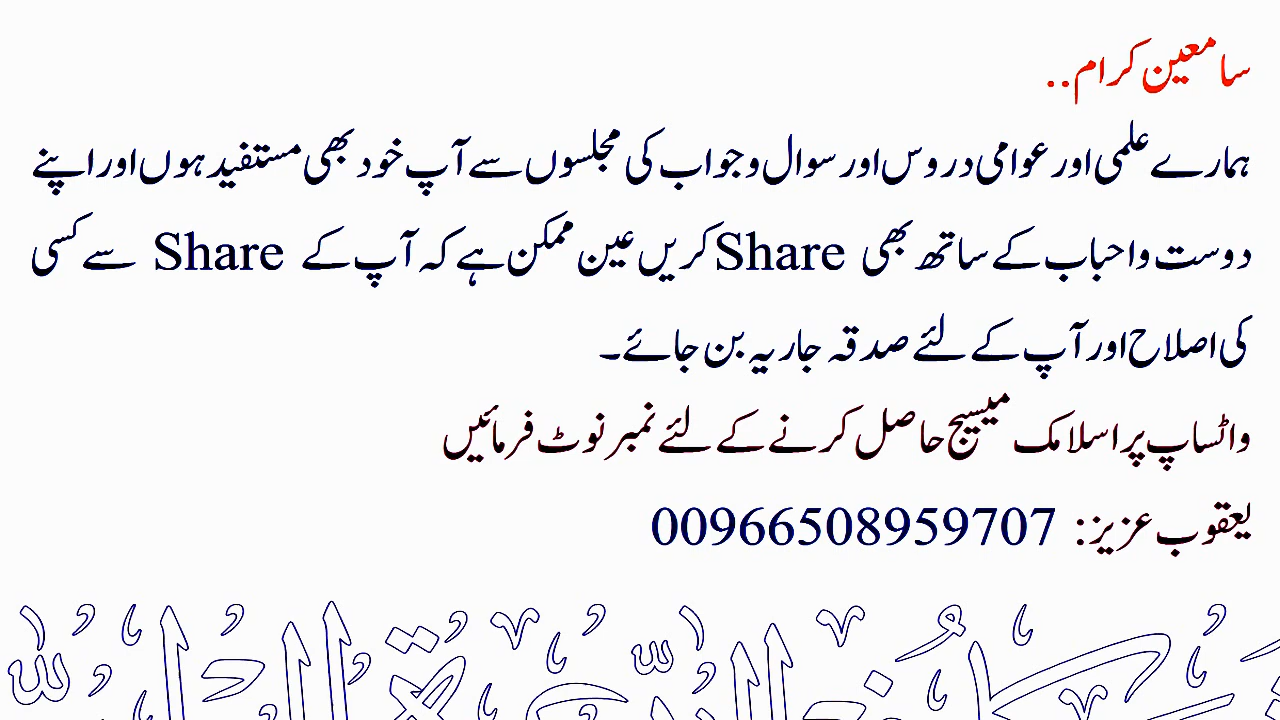 سامعین کرام..
ہمارے علمی اور عوامی دروس اور سوال و جواب کی مجلسوں سے آپ خود بھی مستفید ہوں اور اپنے
دوست و احباب کے ساتھ بھی Share کریں عین ممکن ہے کہ آپ کے Share سے کسی
کی اصلاح اور آپ کے لئے صدقہ جاریہ بن جائے۔
واٹساپ پر اسلامک میسیج حاصل کرنے کے لئے نمبر نوٹ فرمائیں
یعقوب عزیز: 00966508959707